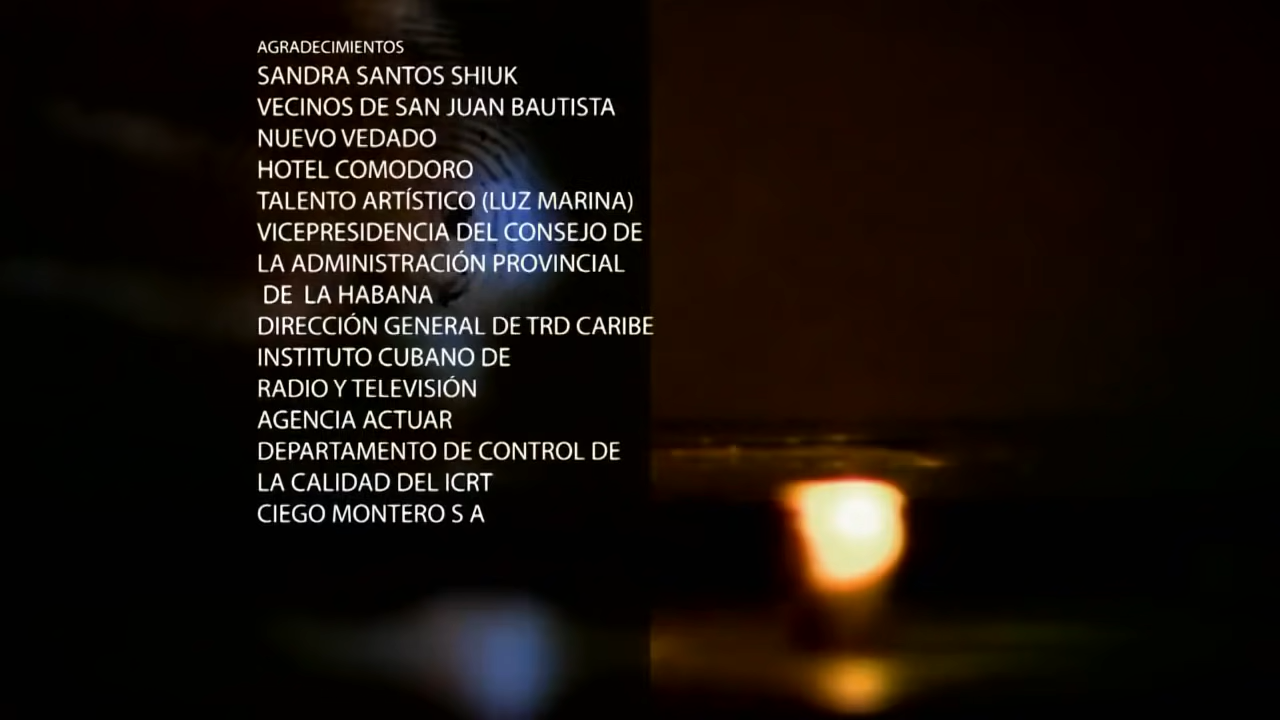 AGRADECIMIENTOS
SANDRA SANTOS SHIUK
VECINOS DE SAN JUAN BAUTISTA
NUEVO VEDADO
HOTEL COMODORO
TALENTO ARTÍSTICO (LUZ MARINA)
VICEPRESIDENCIA DEL CONSEJO DE
LA ADMINISTRACIÓN PROVINCIAL
DE LA HABANA
DIRECCIÓN GENERAL DE TRD CARIBE
INSTITUTO CUBANO DE
RADIO Y TELEVISIÓN
AGENCIA ACTUAR
DEPARTAMENTO DE CONTROL DE
LA CALIDAD DEL ICRT
CIEGO MONTERO S A